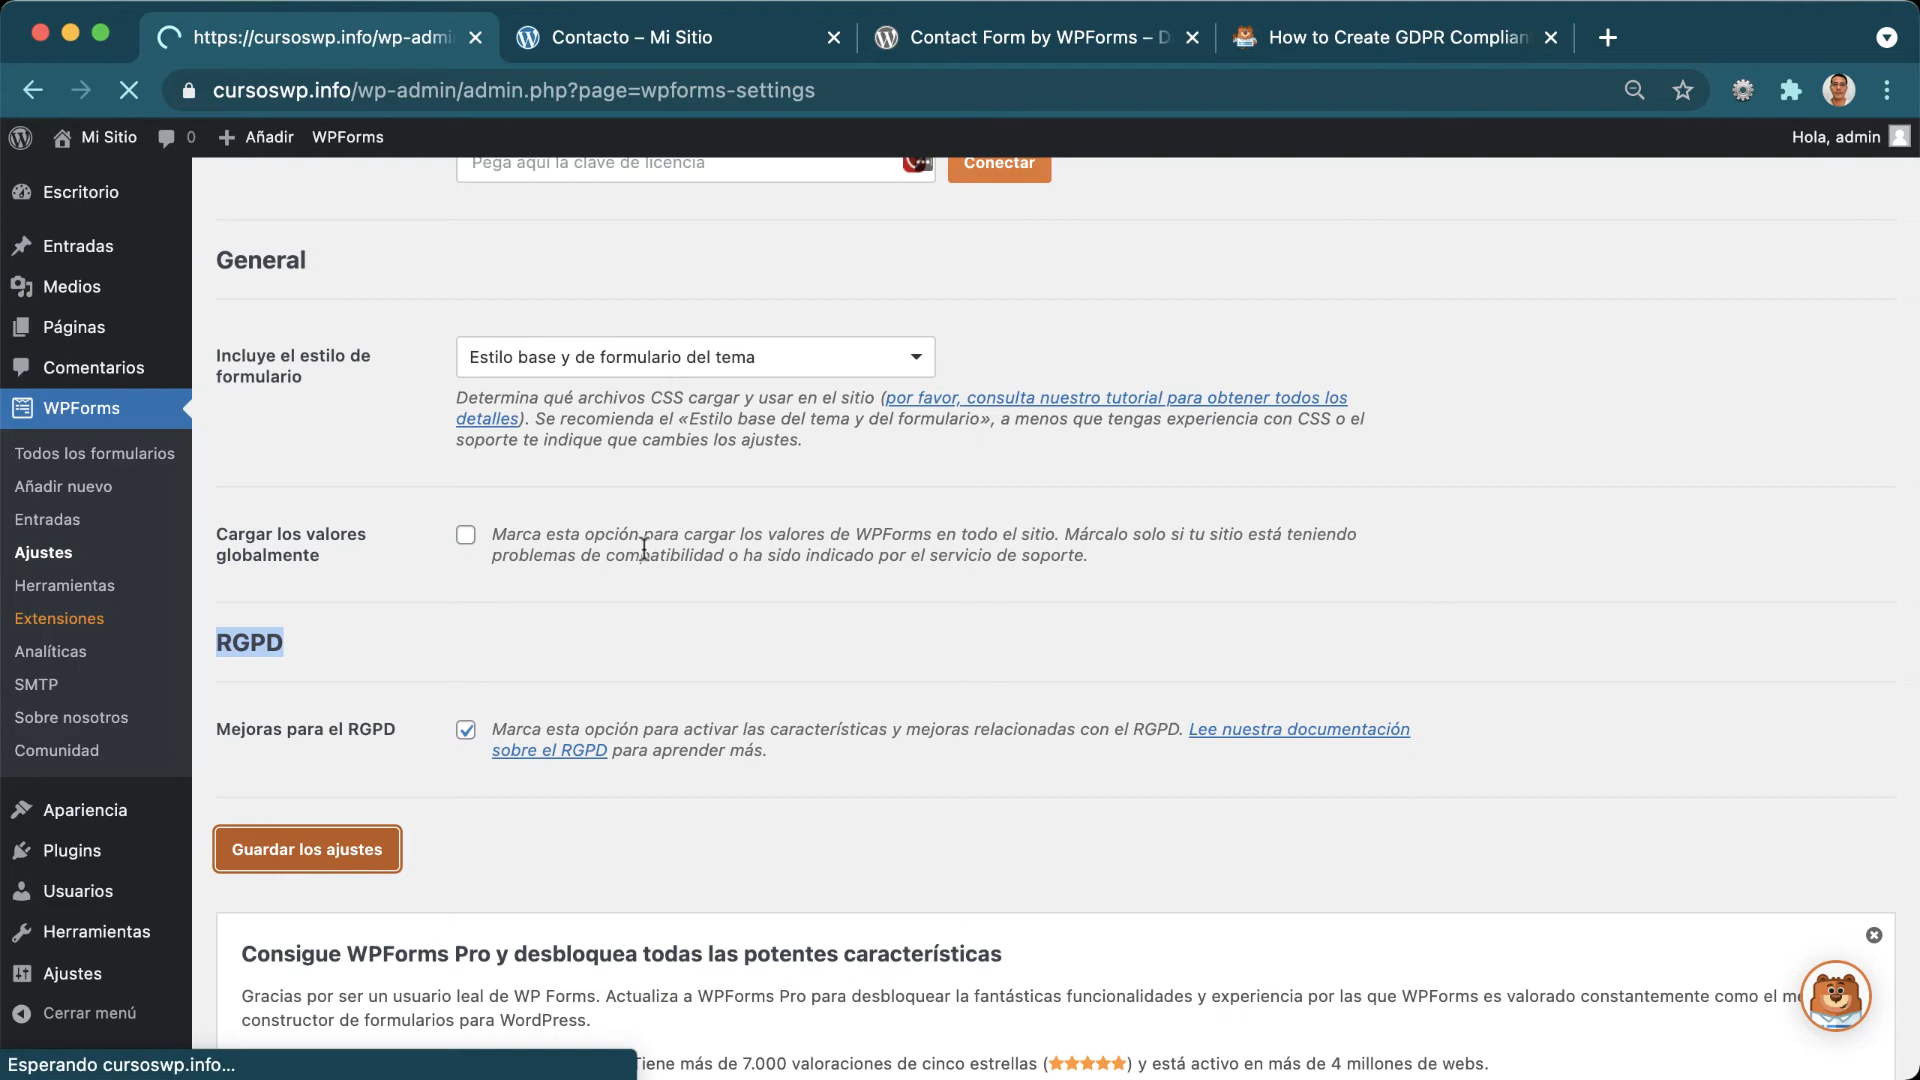 https://cursoswp.info/wp-admi
Contacto – Mi Sitio
Contact Form by WPForms – D
How to Create GDPR Complian
cursoswp.info/wp-admin/admin.php?page=wpforms-settings
Mi Sitio
0
Añadir
WPForms
Hola, admin
Escritorio
Entradas
Medios
Páginas
Comentarios
WPForms
Todos los formularios
Añadir nuevo
Entradas
Ajustes
Herramientas
Extensiones
Analíticas
SMTP
Sobre nosotros
Comunidad
Apariencia
Plugins
Usuarios
Herramientas
Ajustes
Cerrar menú
Pega aquí la clave de licencia
Conectar
General
Incluye el estilo de
formulario
Estilo base y de formulario del tema
Determina qué archivos CSS cargar y usar en el sitio (por favor, consulta nuestro tutorial para obtener todos los
detalles). Se recomienda el «Estilo base del tema y del formulario», a menos que tengas experiencia con CSS o el
soporte te indique que cambies los ajustes.
Cargar los valores
globalmente
Marca esta opción para cargar los valores de WPForms en todo el sitio. Márcalo solo si tu sitio está teniendo
problemas de compatibilidad o ha sido indicado por el servicio de soporte.
RGPD
Mejoras para el RGPD
Marca esta opción para activar las características y mejoras relacionadas con el RGPD. Lee nuestra documentación
sobre el RGPD para aprender más.
Guardar los ajustes
Consigue WPForms Pro y desbloquea todas las potentes características
Gracias por ser un usuario leal de WP Forms. Actualiza a WPForms Pro para desbloquear la fantásticas funcionalidades y experiencia por las que WPForms es valorado constantemente como el me
constructor de formularios para WordPress.
Tiene más de 7.000 valoraciones de cinco estrellas (★★★★★) y está activo en más de 4 millones de webs.
Esperando cursoswp.info...